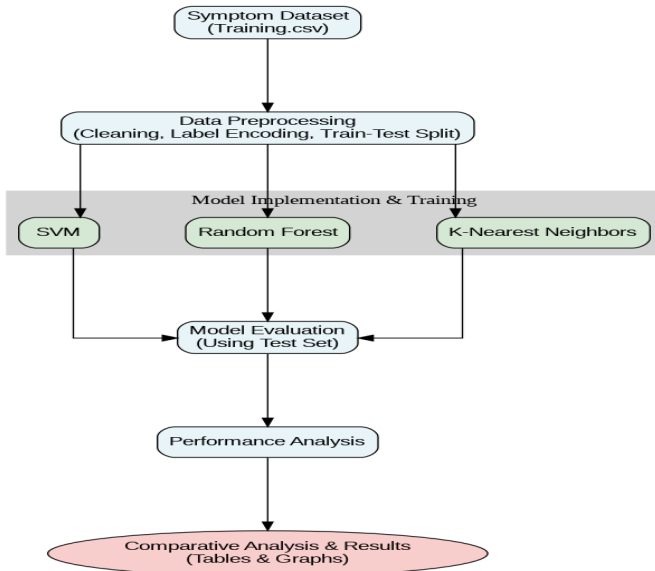 Symptom Dataset
(Training.csv)
Data Preprocessing
(Cleaning, Label Encoding, Train-Test Split)
Model Implementation & Training
SVM
Random Forest
K-Nearest Neighbors
Model Evaluation
(Using Test Set)
Performance Analysis
Comparative Analysis & Results
(Tables & Graphs)